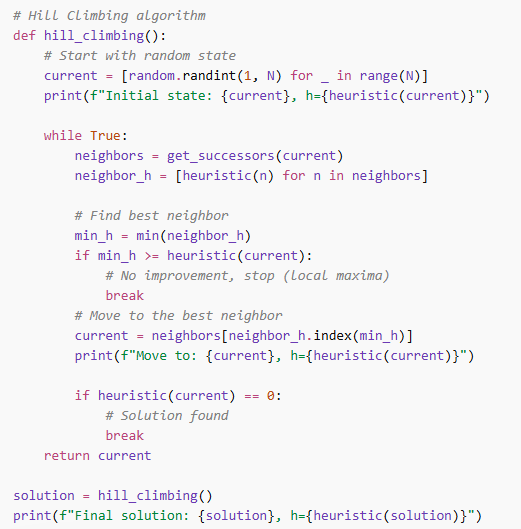 # Hill Climbing algorithm
def hill_climbing():
    # Start with random state
    current = [random.randint(1, N) for _ in range(N)]
    print(f"Initial state: {current}, h={heuristic(current)}")

    while True:
        neighbors = get_successors(current)
        neighbor_h = [heuristic(n) for n in neighbors]

        # Find best neighbor
        min_h = min(neighbor_h)
        if min_h >= heuristic(current):
            # No improvement, stop (local maxima)
            break
        # Move to the best neighbor
        current = neighbors[neighbor_h.index(min_h)]
        print(f"Move to: {current}, h={heuristic(current)}")

        if heuristic(current) == 0:
            # Solution found
            break
    return current

solution = hill_climbing()
print(f"Final solution: {solution}, h={heuristic(solution)}")